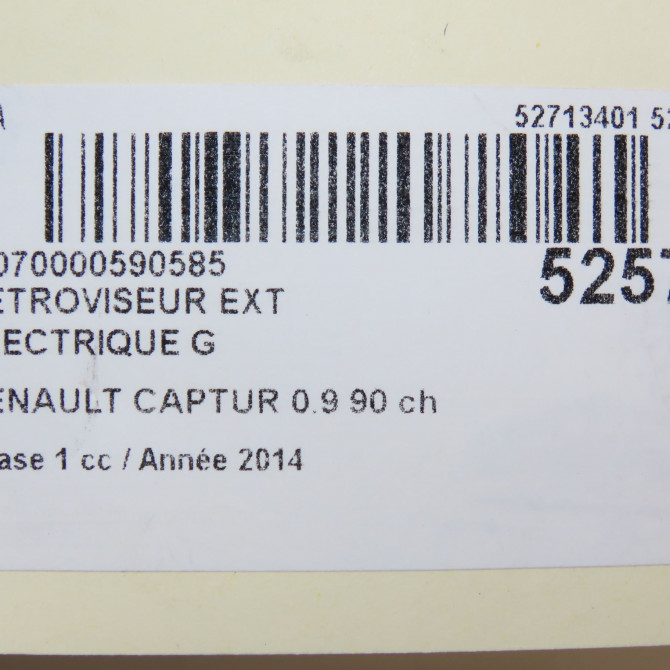 A 52713401 52
070000590585
ETROVISEUR EXT 5257
ECTRIQUE G
ENAULT CAPTUR 0.9 90 ch
ase 1 cc / Année 2014